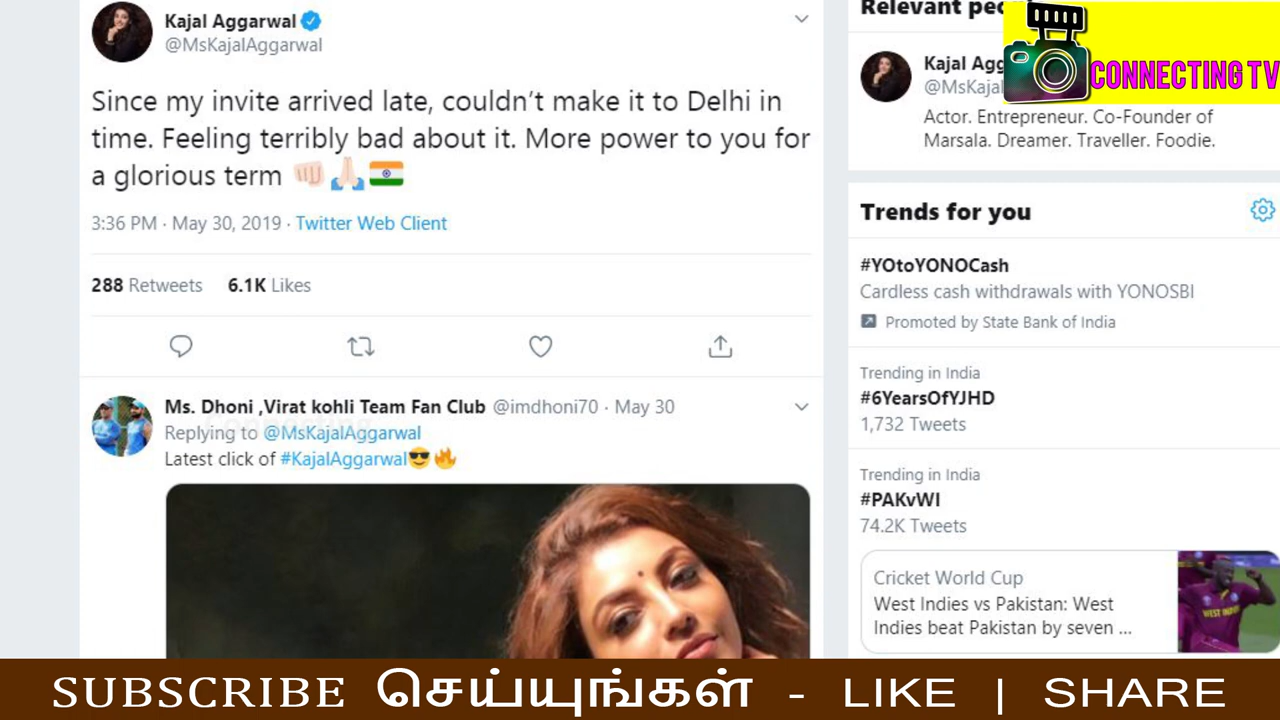 Kajal Aggarwal
@MsKajalAggarwal
Since my invite arrived late, couldn't make it to Delhi in
time. Feeling terribly bad about it. More power to you for
a glorious term 👊🏻🙏🏻🇮🇳
3:36 PM · May 30, 2019 · Twitter Web Client
288 Retweets 6.1K Likes
Ms. Dhoni ,Virat kohli Team Fan Club @imdhoni70 · May 30
Replying to @MsKajalAggarwal
Latest click of #KajalAggarwal😎🔥
Relevant
CONNECTING TV
Kajal
@MsKajal
Actor. Entrepreneur. Co-Founder of
Marsala. Dreamer. Traveller. Foodie.
Trends for you
#YOtoYONOCash
Cardless cash withdrawals with YONOSBI
Promoted by State Bank of India
Trending in India
#6YearsOfYJHD
1,732 Tweets
Trending in India
#PAKvWI
74.2K Tweets
Cricket World Cup
West Indies vs Pakistan: West
Indies beat Pakistan by seven ...
WEST
SUBSCRIBE செய்யுங்கள் - LIKE | SHARE